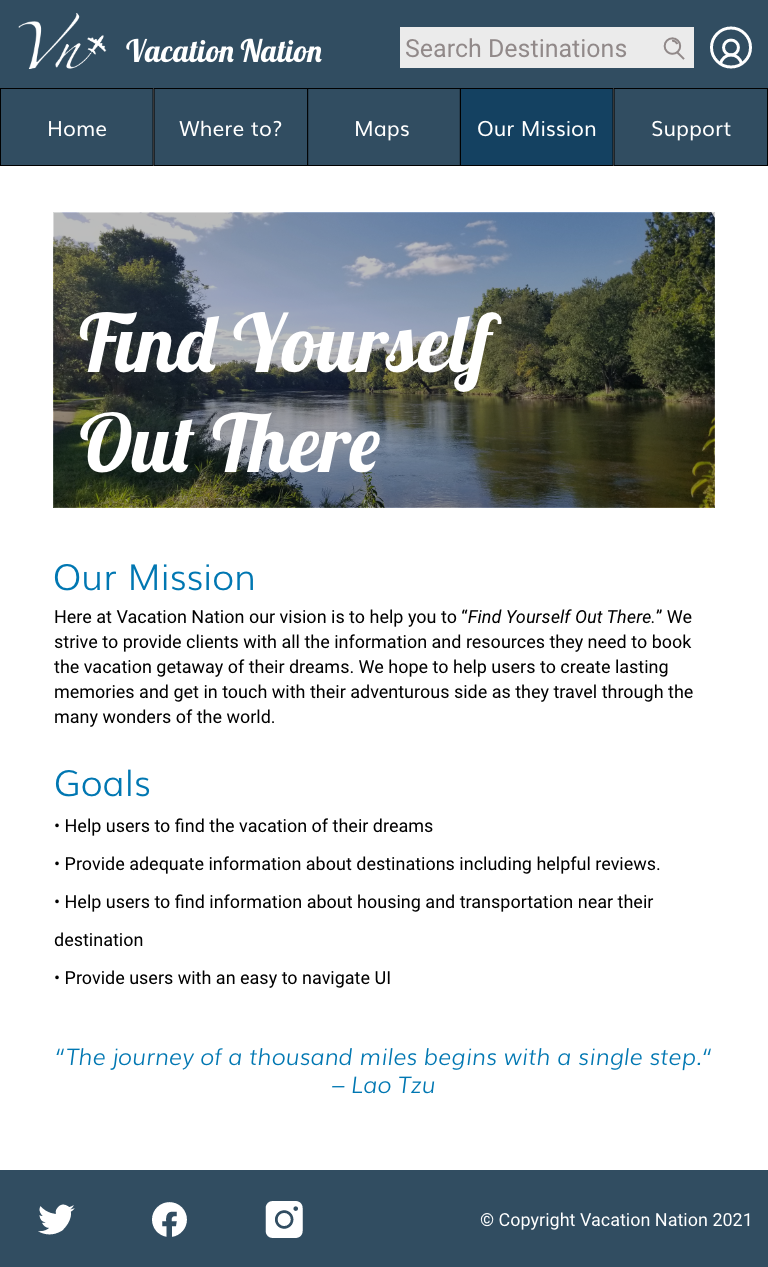 Vn Vacation Nation
Search Destinations
Home Where to? Maps Our Mission Support
Find Yourself
Out There
Our Mission
Here at Vacation Nation our vision is to help you to “Find Yourself Out There.” We
strive to provide clients with all the information and resources they need to book
the vacation getaway of their dreams. We hope to help users to create lasting
memories and get in touch with their adventurous side as they travel through the
many wonders of the world.
Goals
• Help users to find the vacation of their dreams
• Provide adequate information about destinations including helpful reviews.
• Help users to find information about housing and transportation near their
destination
• Provide users with an easy to navigate UI
“The journey of a thousand miles begins with a single step.“
– Lao Tzu
© Copyright Vacation Nation 2021